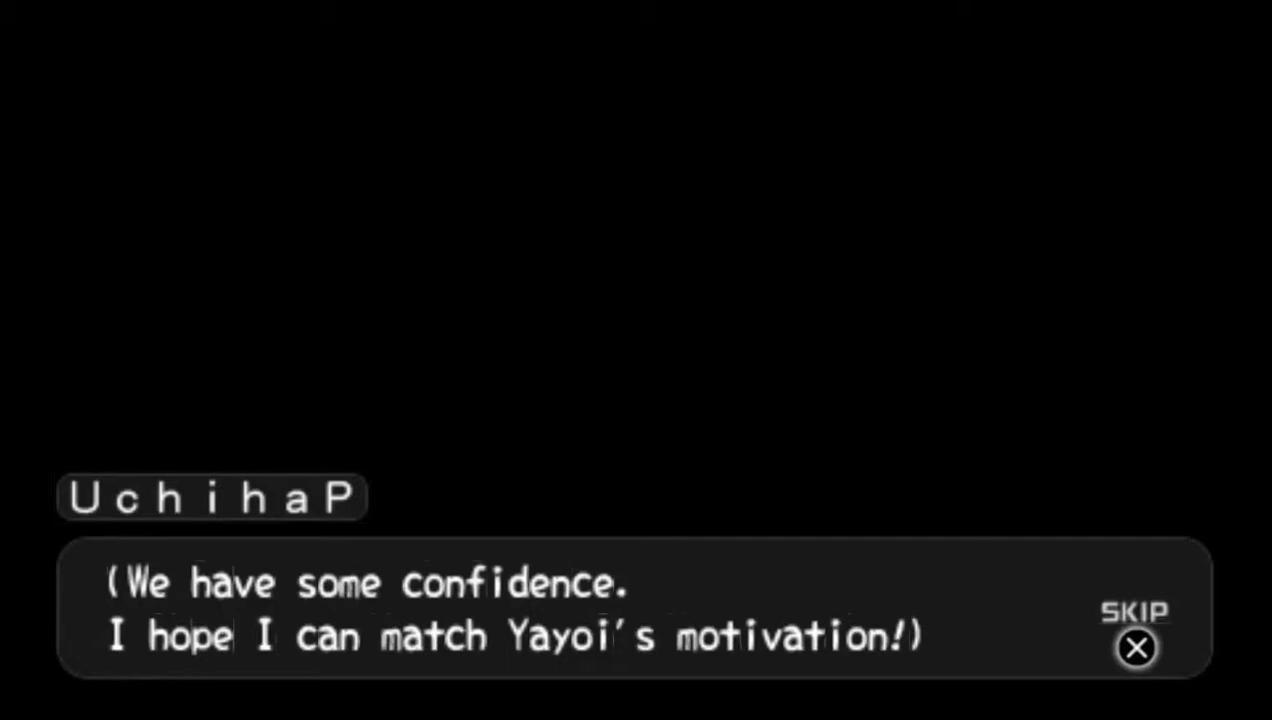 UchihaP
(We have some confidence.
I hope I can match Yayoi's motivation!)
SKIP